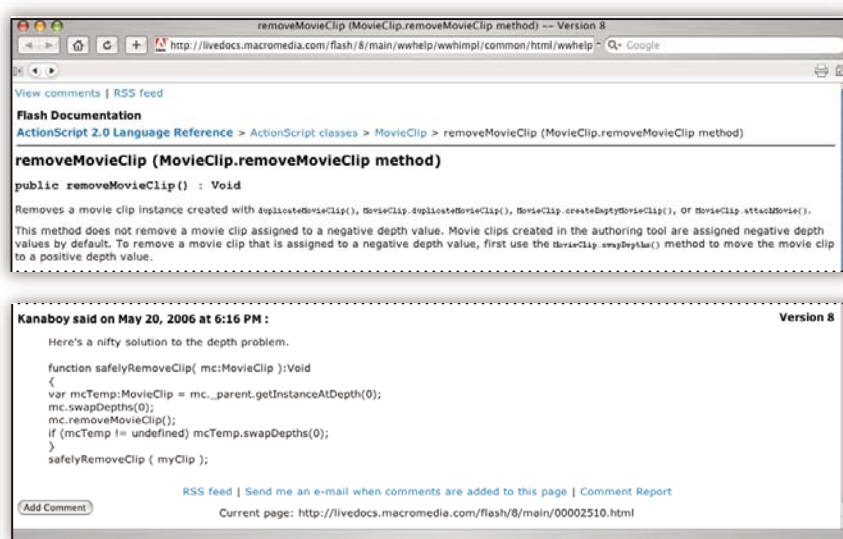 removeMovieClip (MovieClip.removeMovieClip method) -- Version 8
http://livedocs.macromedia.com/flash/8/main/wwhelp/wwhimpl/common/html/wwhelp Google
View comments | RSS feed
Flash Documentation
ActionScript 2.0 Language Reference > ActionScript classes > MovieClip > removeMovieClip (MovieClip.removeMovieClip method)
removeMovieClip (MovieClip.removeMovieClip method)
public removeMovieClip() : Void
Removes a movie clip instance created with duplicateMovieClip(), MovieClip.duplicateMovieClip(), MovieClip.createEmptyMovieClip(), or MovieClip.attachMovie().
This method does not remove a movie clip assigned to a negative depth value. Movie clips created in the authoring tool are assigned negative depth
values by default. To remove a movie clip that is assigned to a negative depth value, first use the MovieClip.swapDepths() method to move the movie clip
to a positive depth value.
Kanaboy said on May 20, 2006 at 6:16 PM : Version 8
Here's a nifty solution to the depth problem.
function safelyRemoveClip( mc:MovieClip ):Void
{
var mcTemp:MovieClip = mc._parent.getInstanceAtDepth(0);
mc.swapDepths(0);
mc.removeMovieClip();
if (mcTemp != undefined) mcTemp.swapDepths(0);
}
safelyRemoveClip ( myClip );
RSS feed | Send me an e-mail when comments are added to this page | Comment Report
Add Comment
Current page: http://livedocs.macromedia.com/flash/8/main/00002510.html